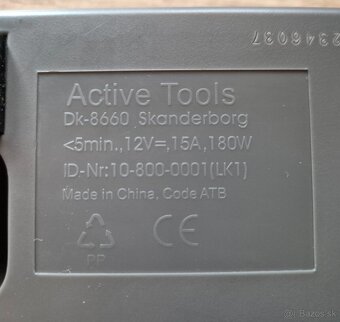 2346037
Active Tools
Dk-8660 Skanderborg
<5min.,12V=,15A,180W
ID-Nr:10-800-0001(LK1)
Made in China, Code ATB
PP
CE
Bazos.sk